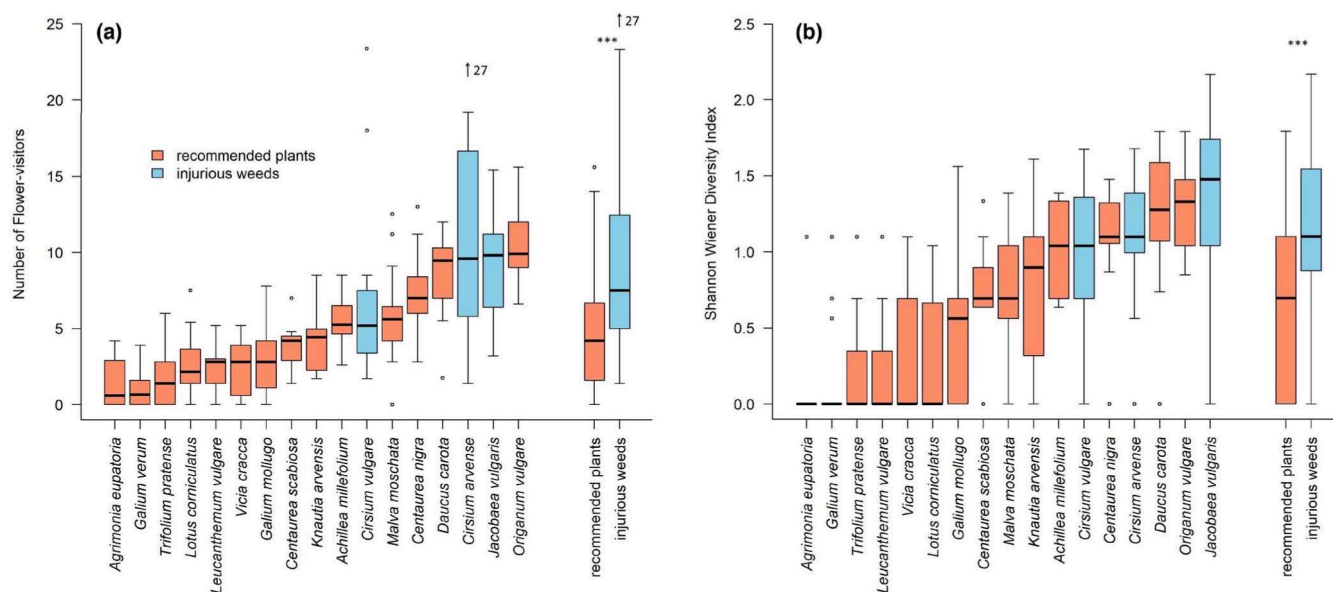 (a)
Number of Flower-visitors
25
20
15
10
5
0
recommended plants
injurious weeds
↑27
***
↑27
Agrimonia eupatoria
Galium verum
Trifolium pratense
Lotus corniculatus
Leucanthemum vulgare
Vicia cracca
Galium mollugo
Centaurea scabiosa
Knautia arvensis
Achillea millefolium
Cirsium vulgare
Malva moschata
Centaurea nigra
Daucus carota
Cirsium arvense
Jacobaea vulgaris
Origanum vulgare
recommended plants
injurious weeds
(b)
Shannon Wiener Diversity Index
2.5
2.0
1.5
1.0
0.5
0.0
***
Agrimonia eupatoria
Galium verum
Trifolium pratense
Leucanthemum vulgare
Vicia cracca
Lotus corniculatus
Galium mollugo
Centaurea scabiosa
Malva moschata
Knautia arvensis
Achillea millefolium
Cirsium vulgare
Centaurea nigra
Cirsium arvense
Daucus carota
Origanum vulgare
Jacobaea vulgaris
recommended plants
injurious weeds